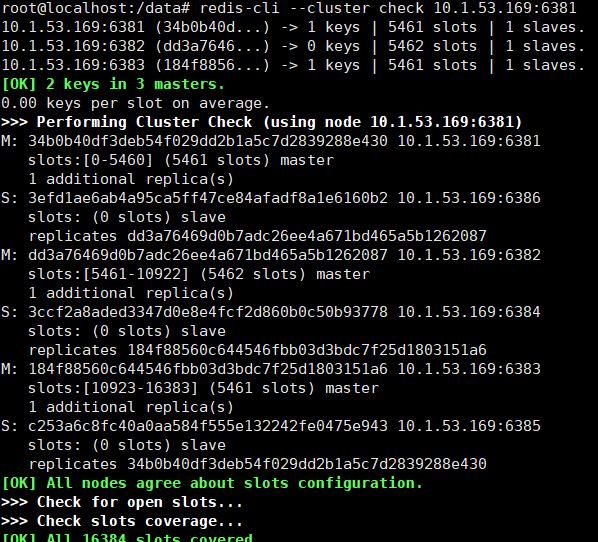 root@localhost:/data# redis-cli --cluster check 10.1.53.169:6381
10.1.53.169:6381 (34b0b40d...) -> 1 keys | 5461 slots | 1 slaves.
10.1.53.169:6382 (dd3a7646...) -> 0 keys | 5462 slots | 1 slaves.
10.1.53.169:6383 (184f8856...) -> 1 keys | 5461 slots | 1 slaves.
[OK] 2 keys in 3 masters.
0.00 keys per slot on average.
>>> Performing Cluster Check (using node 10.1.53.169:6381)
M: 34b0b40df3deb54f029dd2b1a5c7d2839288e430 10.1.53.169:6381
   slots:[0-5460] (5461 slots) master
   1 additional replica(s)
S: 3efd1ae6ab4a95ca5ff47ce84afadf8a1e6160b2 10.1.53.169:6386
   slots: (0 slots) slave
   replicates dd3a76469d0b7adc26ee4a671bd465a5b1262087
M: dd3a76469d0b7adc26ee4a671bd465a5b1262087 10.1.53.169:6382
   slots:[5461-10922] (5462 slots) master
   1 additional replica(s)
S: 3ccf2a8aded3347d0e8e4fcf2d860b0c50b93778 10.1.53.169:6384
   slots: (0 slots) slave
   replicates 184f88560c644546fbb03d3bdc7f25d1803151a6
M: 184f88560c644546fbb03d3bdc7f25d1803151a6 10.1.53.169:6383
   slots:[10923-16383] (5461 slots) master
   1 additional replica(s)
S: c253a6c8fc40a0aa584f555e132242fe0475e943 10.1.53.169:6385
   slots: (0 slots) slave
   replicates 34b0b40df3deb54f029dd2b1a5c7d2839288e430
[OK] All nodes agree about slots configuration.
>>> Check for open slots...
>>> Check slots coverage...
[OK] All 16384 slots covered